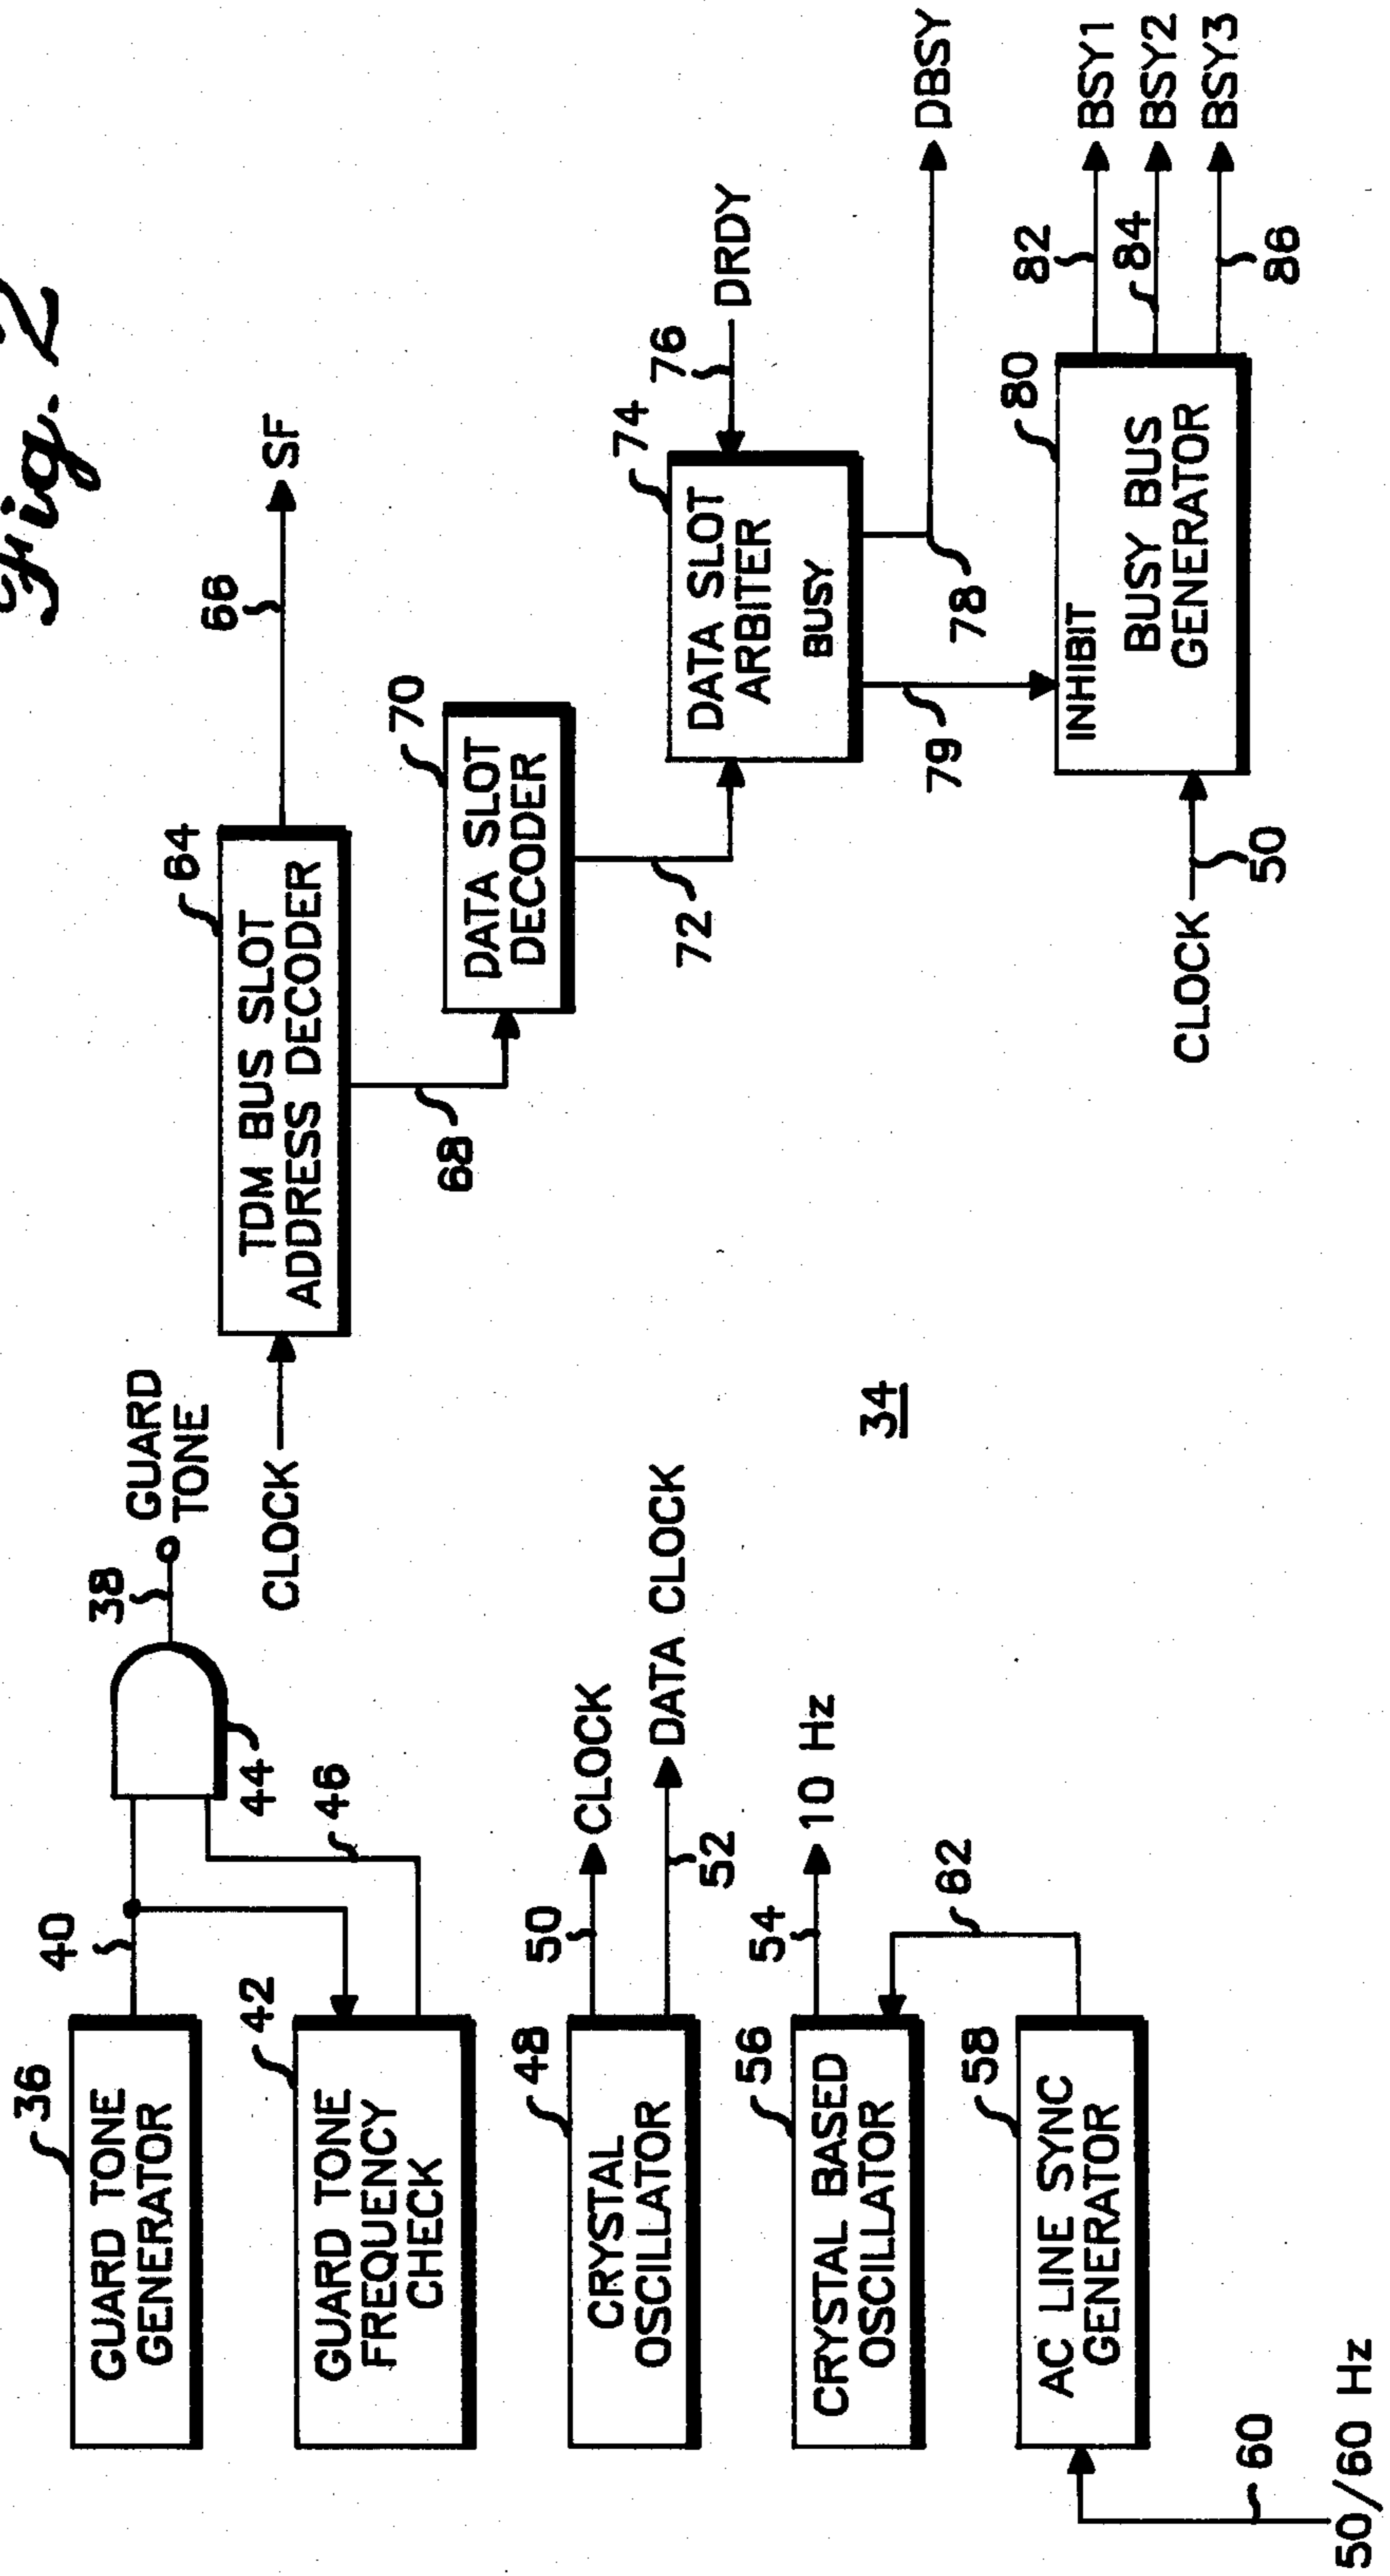 Fig. 2
36
GUARD TONE
GENERATOR
40
38
GUARD
TONE
44
46
42
GUARD TONE
FREQUENCY
CHECK
48
CRYSTAL
OSCILLATOR
50
CLOCK
52
DATA CLOCK
56
CRYSTAL BASED
OSCILLATOR
54
10 Hz
62
58
AC LINE SYNC
GENERATOR
60
50/60 Hz
34
CLOCK
64
TDM BUS SLOT
ADDRESS DECODER
66
SF
68
70
DATA SLOT
DECODER
72
74
DATA SLOT
ARBITER
BUSY
76
DRDY
78
DBSY
79
80
INHIBIT
BUSY BUS
GENERATOR
CLOCK
50
82
BSY1
84
BSY2
86
BSY3